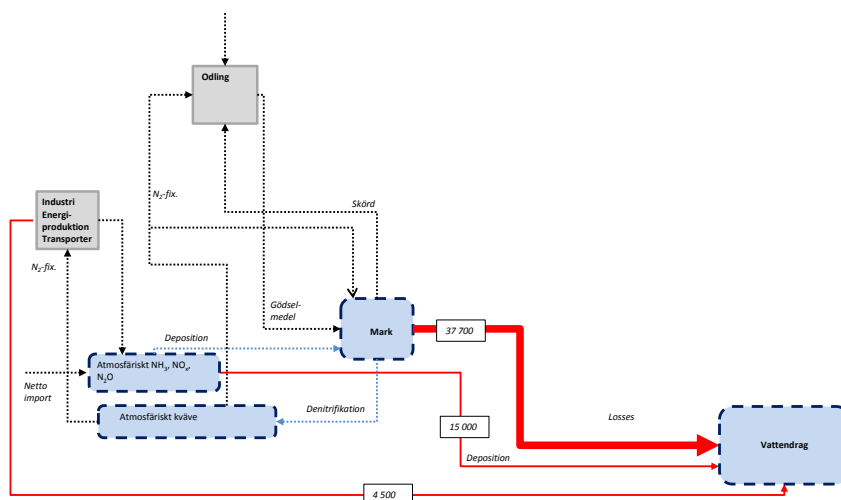 Odling
N₂-fix.
Skörd
Industri
Energi-
produktion
Transporter
N₂-fix.
Gödsel-
medel
Mark
37 700
Deposition
Atmosfäriskt NH₃, NOₓ,
N₂O
Netto
import
Atmosfäriskt kväve
Denitrifikation
15 000
Losses
Deposition
Vattendrag
4 500